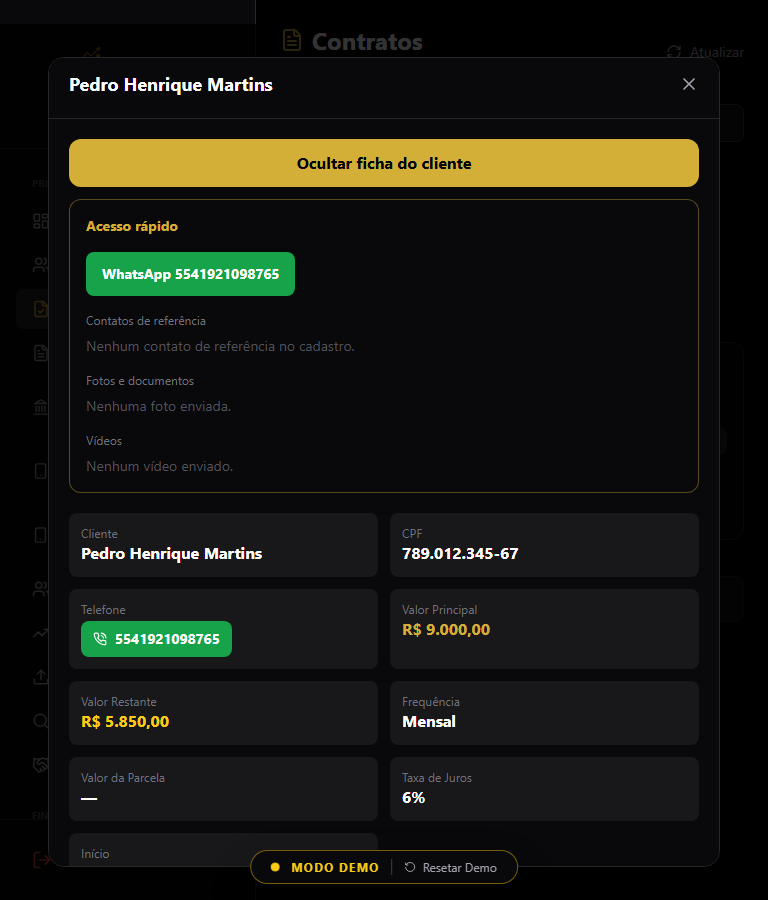 Contratos
Atualizar
Pedro Henrique Martins
Ocultar ficha do cliente
Acesso rápido
WhatsApp 5541921098765
Contatos de referência
Nenhum contato de referência no cadastro.
Fotos e documentos
Nenhuma foto enviada.
Vídeos
Nenhum vídeo enviado.
Cliente
Pedro Henrique Martins
CPF
789.012.345-67
Telefone
5541921098765
Valor Principal
R$ 9.000,00
Valor Restante
R$ 5.850,00
Frequência
Mensal
Valor da Parcela
—
Taxa de Juros
6%
Início
MODO DEMO
Resetar Demo